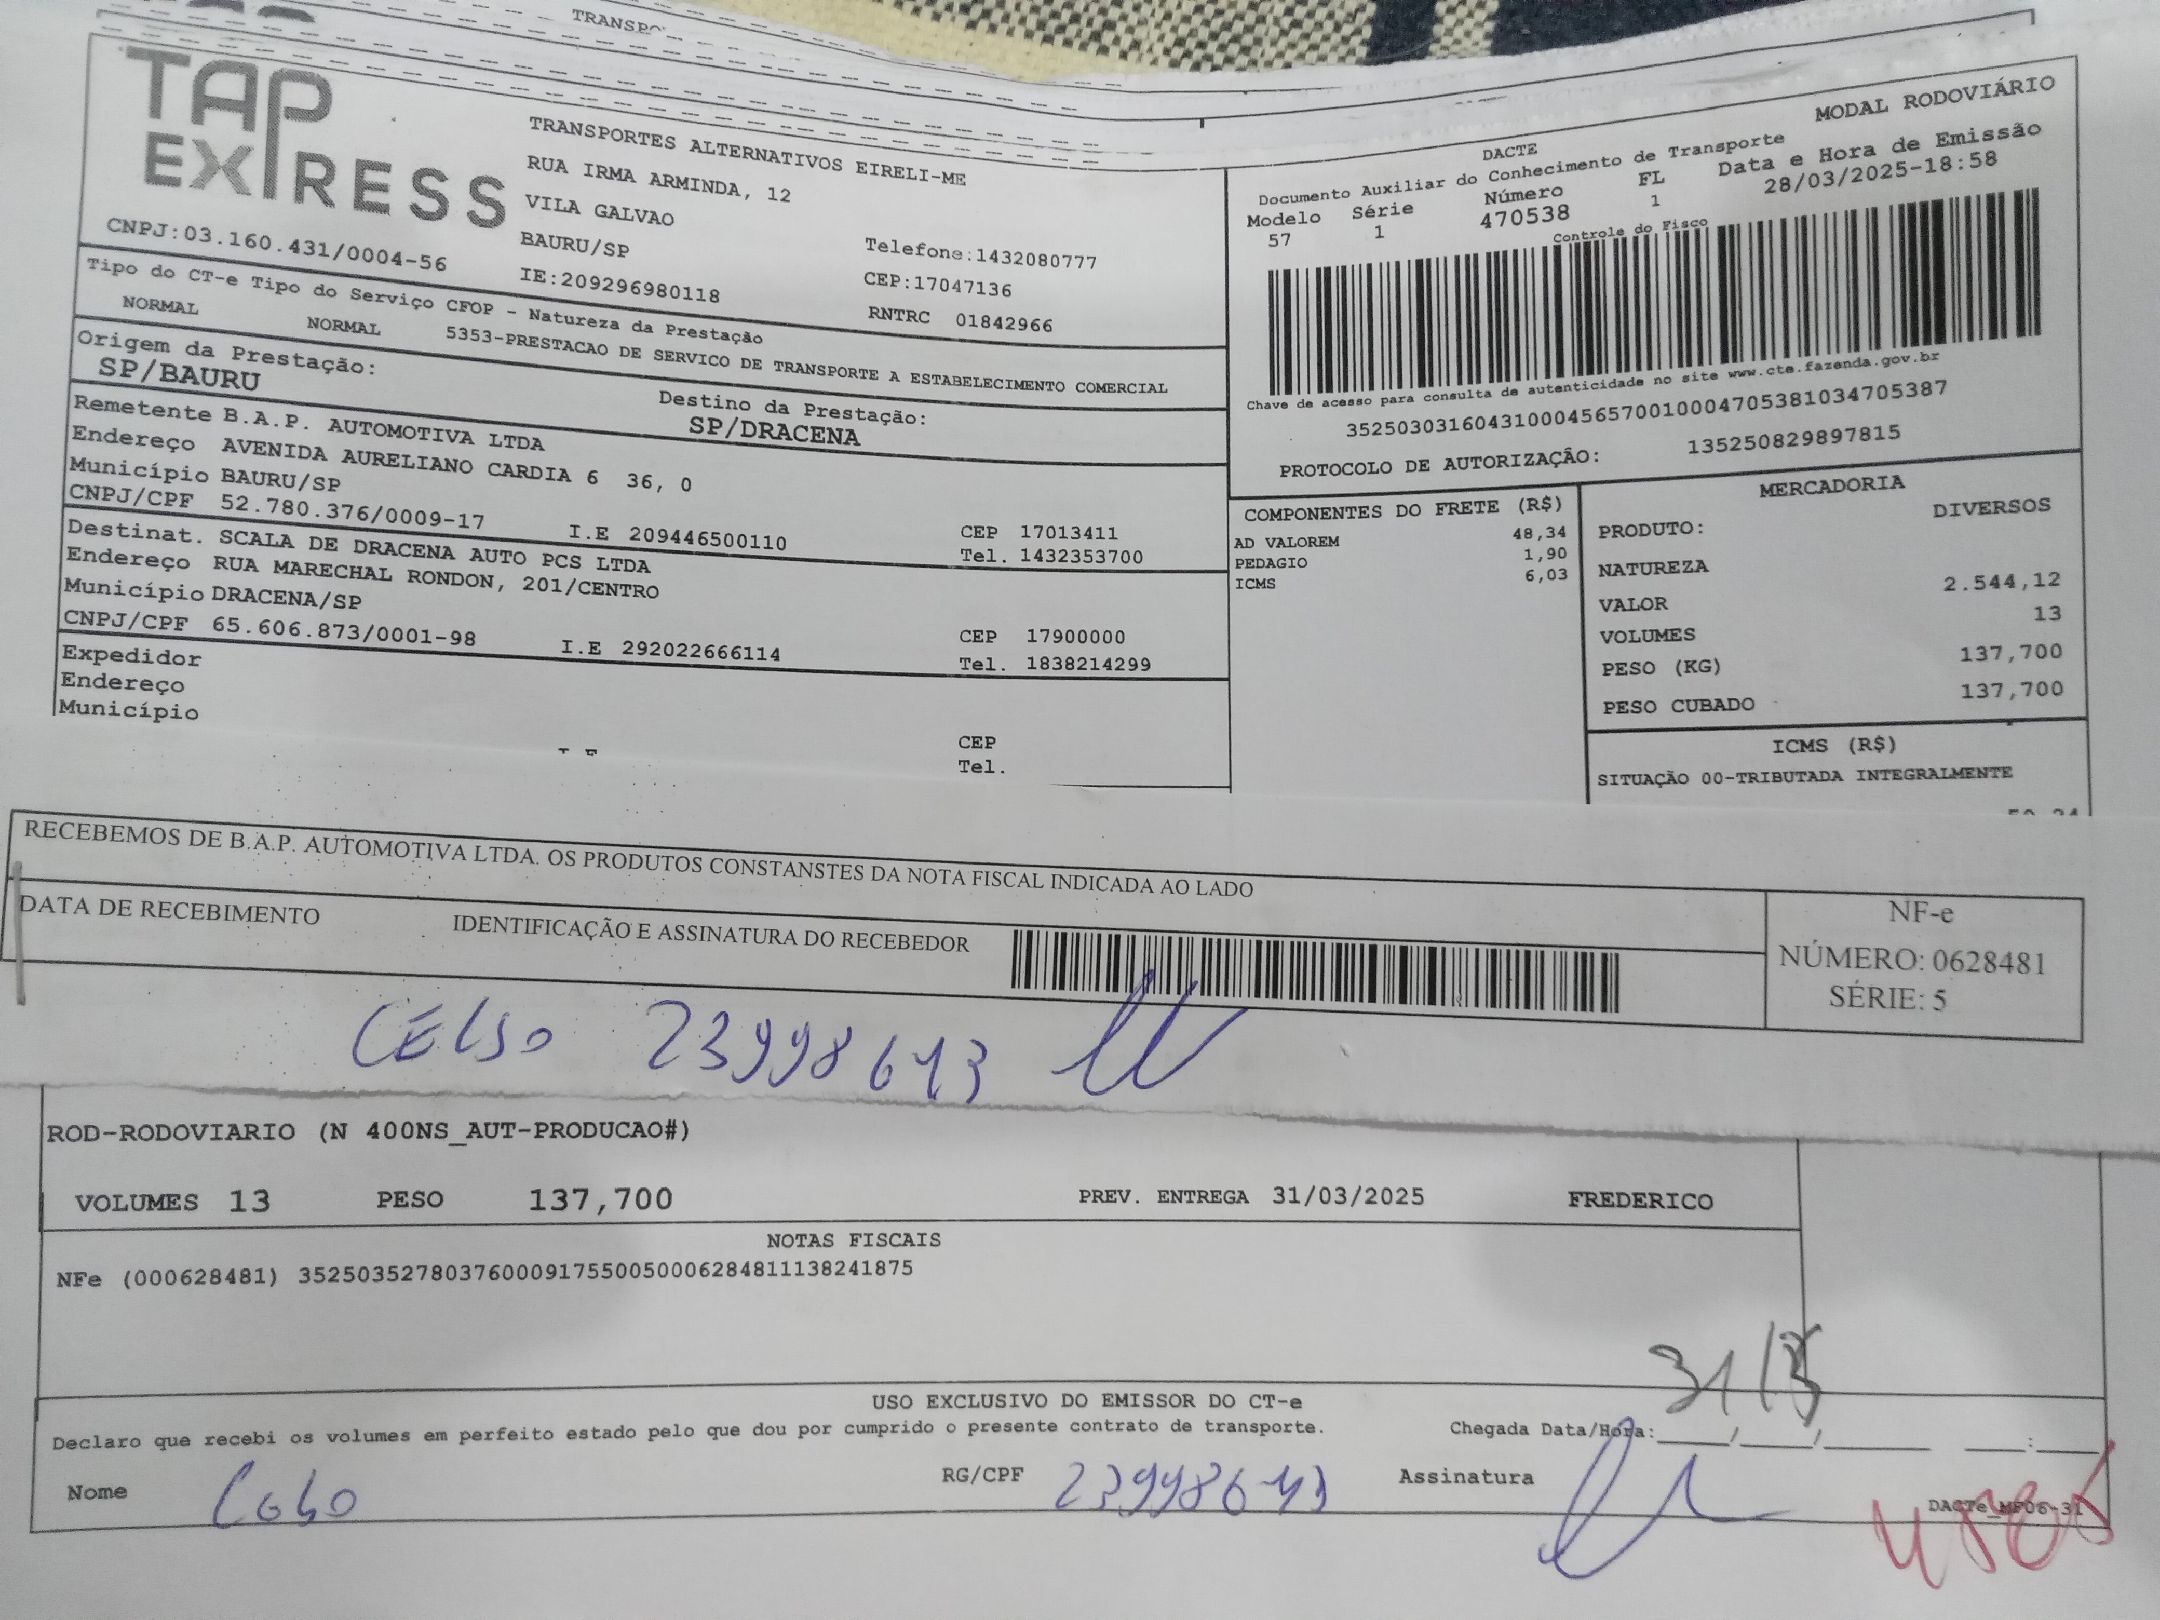 TRANSPO
TAP
EXPRESS
CNPJ:03.160.431/0004-56
TRANSPORTES ALTERNATIVOS EIRELI-ME
RUA IRMA ARMINDA, 12
VILA GALVAO
BAURU/SP
IE:209296980118
Telefone:1432080777
CEP:17047136
RNTRC 01842966
MODAL RODOVIÁRIO
DACTE
Documento Auxiliar do Conhecimento de Transporte
Modelo Série Número FL Data e Hora de Emissão
57 1 470538 1 28/03/2025-18:58
Controle do Fisco
Chave de acesso para consulta de autenticidade no site www.cte.fazenda.gov.br
35250303160431000456570010004705381034705387
PROTOCOLO DE AUTORIZAÇÃO: 135250829897815
Tipo do CT-e Tipo do Serviço CFOP - Natureza da Prestação
NORMAL NORMAL 5353-PRESTACAO DE SERVICO DE TRANSPORTE A ESTABELECIMENTO COMERCIAL
Origem da Prestação: Destino da Prestação:
SP/BAURU SP/DRACENA
Remetente B.A.P. AUTOMOTIVA LTDA
Endereço AVENIDA AURELIANO CARDIA 6 36, 0
Município BAURU/SP CEP 17013411
CNPJ/CPF 52.780.376/0009-17 I.E 209446500110 Tel. 1432353700
Destinat. SCALA DE DRACENA AUTO PCS LTDA
Endereço RUA MARECHAL RONDON, 201/CENTRO
Município DRACENA/SP CEP 17900000
CNPJ/CPF 65.606.873/0001-98 I.E 292022666114 Tel. 1838214299
Expedidor
Endereço
Município CEP
Tel.
COMPONENTES DO FRETE (R$)
AD VALOREM 48,34
PEDAGIO 1,90
ICMS 6,03
MERCADORIA
PRODUTO: DIVERSOS
NATUREZA
VALOR 2.544,12
VOLUMES 13
PESO (KG) 137,700
PESO CUBADO 137,700
ICMS (R$)
SITUAÇÃO 00-TRIBUTADA INTEGRALMENTE
RECEBEMOS DE B.A.P. AUTOMOTIVA LTDA. OS PRODUTOS CONSTANSTES DA NOTA FISCAL INDICADA AO LADO
DATA DE RECEBIMENTO IDENTIFICAÇÃO E ASSINATURA DO RECEBEDOR
NF-e
NÚMERO: 0628481
SÉRIE: 5
CELSO 23998643
ROD-RODOVIARIO (N 400NS_AUT-PRODUCAO#)
VOLUMES 13 PESO 137,700 PREV. ENTREGA 31/03/2025 FREDERICO
NOTAS FISCAIS
NFe (000628481) 35250352780376000917550050006284811138241875
31/3
USO EXCLUSIVO DO EMISSOR DO CT-e
Declaro que recebi os volumes em perfeito estado pelo que dou por cumprido o presente contrato de transporte. Chegada Data/Hora:____/____/____ __:__
Nome Celso RG/CPF 23998643 Assinatura
DACTe_MF06-31